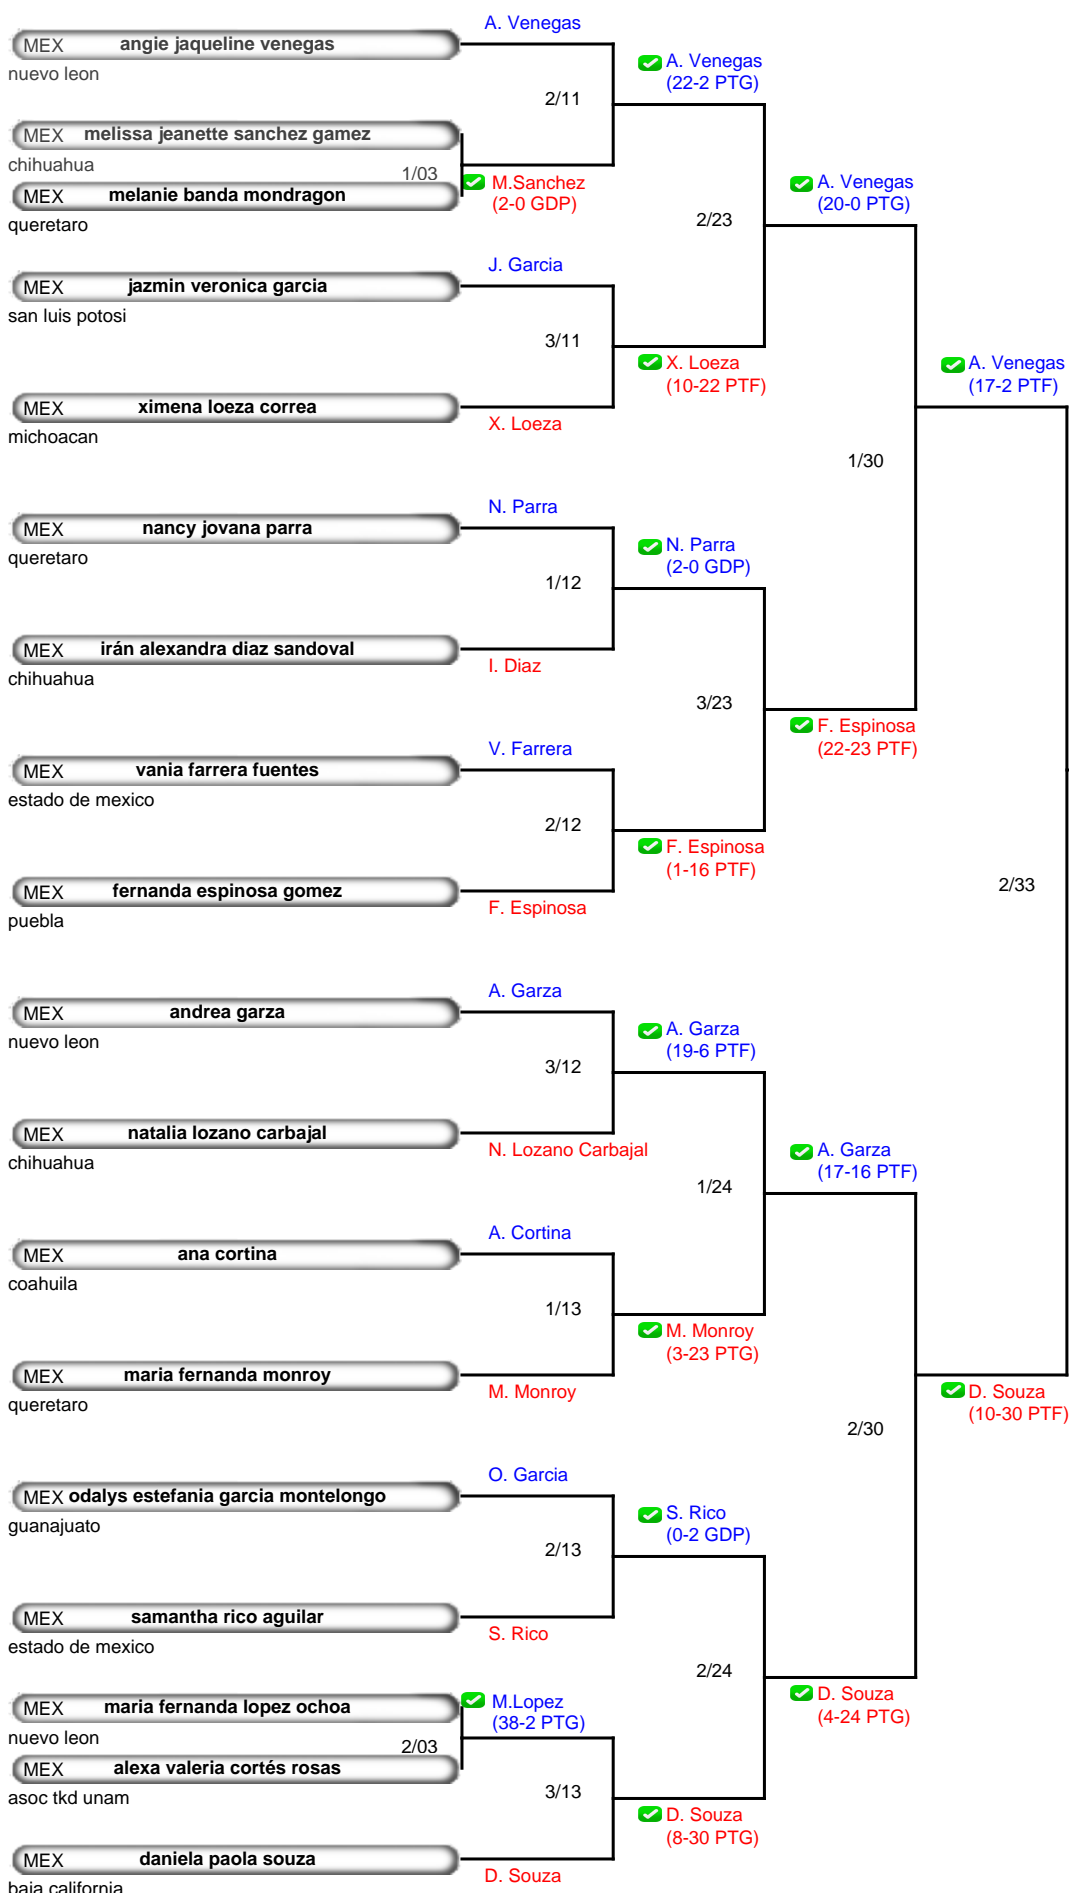 A. Venegas
MEX angie jaqueline venegas
nuevo leon
A. Venegas
(22-2 PTG)
2/11
MEX melissa jeanette sanchez gamez
chihuahua
1/03
M.Sanchez
(2-0 GDP)
MEX melanie banda mondragon
queretaro
A. Venegas
(20-0 PTG)
2/23
J. Garcia
MEX jazmin veronica garcia
san luis potosi
3/11
X. Loeza
(10-22 PTF)
A. Venegas
(17-2 PTF)
MEX ximena loeza correa
michoacan
X. Loeza
1/30
N. Parra
MEX nancy jovana parra
queretaro
N. Parra
(2-0 GDP)
1/12
MEX irán alexandra diaz sandoval
chihuahua
I. Diaz
3/23
F. Espinosa
(22-23 PTF)
V. Farrera
MEX vania farrera fuentes
estado de mexico
2/12
F. Espinosa
(1-16 PTF)
MEX fernanda espinosa gomez
puebla
F. Espinosa
2/33
A. Garza
MEX andrea garza
nuevo leon
A. Garza
(19-6 PTF)
3/12
MEX natalia lozano carbajal
chihuahua
N. Lozano Carbajal
A. Garza
(17-16 PTF)
1/24
A. Cortina
MEX ana cortina
coahuila
1/13
M. Monroy
(3-23 PTG)
MEX maria fernanda monroy
queretaro
M. Monroy
D. Souza
(10-30 PTF)
2/30
O. Garcia
MEX odalys estefania garcia montelongo
guanajuato
S. Rico
(0-2 GDP)
2/13
MEX samantha rico aguilar
estado de mexico
S. Rico
2/24
D. Souza
(4-24 PTG)
MEX maria fernanda lopez ochoa
nuevo leon
M.Lopez
(38-2 PTG)
2/03
MEX alexa valeria cortés rosas
asoc tkd unam
3/13
D. Souza
(8-30 PTG)
MEX daniela paola souza
baja california
D. Souza